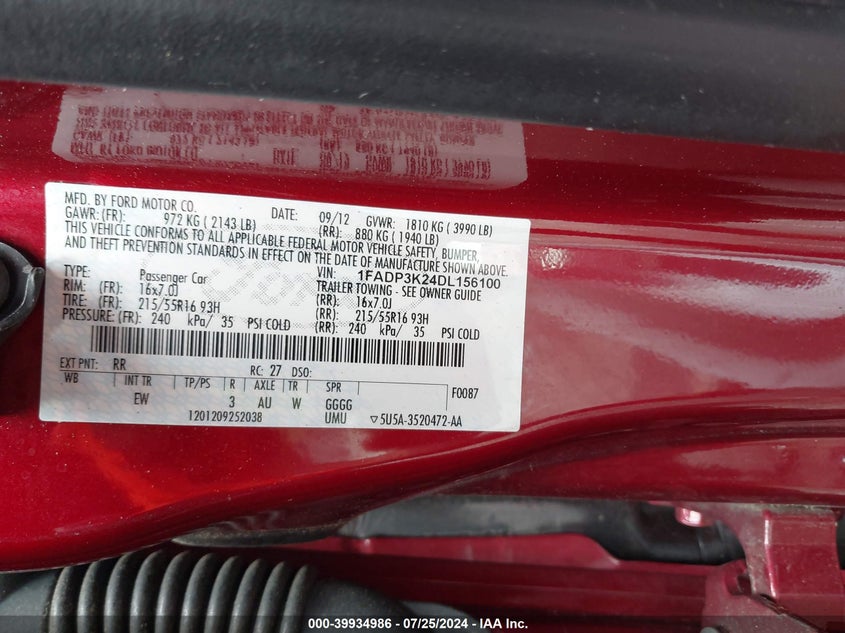 MFD. BY FORD MOTOR CO.
DATE: 09/12 GVWR: 1810 KG ( 3990 LB)
GAWR: (FR): 972 KG ( 2143 LB) (RR): 880 KG ( 1940 LB)
THIS VEHICLE CONFORMS TO ALL APPLICABLE FEDERAL MOTOR VEHICLE SAFETY, BUMPER,
AND THEFT PREVENTION STANDARDS IN EFFECT ON THE DATE OF MANUFACTURE SHOWN ABOVE.
VIN: 1FADP3K24DL156100
TYPE: Passenger Car TRAILER TOWING - SEE OWNER GUIDE
RIM: (FR): 16x7.0J (RR): 16x7.0J
TIRE: (FR): 215/55R16 93H (RR): 215/55R16 93H
PRESSURE: (FR): 240 kPa/ 35 PSI COLD (RR): 240 kPa/ 35 PSI COLD
EXT PNT: RR RC: 27 DSO:
WB INT TR TP/PS R AXLE TR SPR F0087
EW 3 AU W GGGG
1201209252038 UMU ▽5U5A-3520472-AA
000-39934986 - 07/25/2024 - IAA Inc.